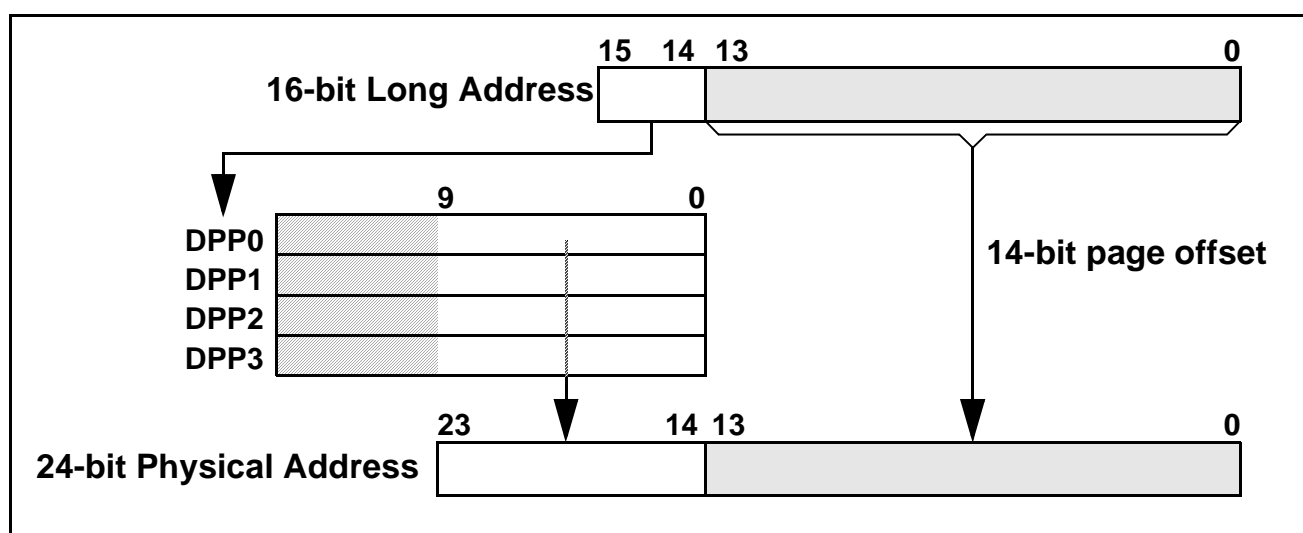 15 14 13 0
16-bit Long Address
9 0
DPP0
DPP1
DPP2
DPP3
14-bit page offset
23 14 13 0
24-bit Physical Address